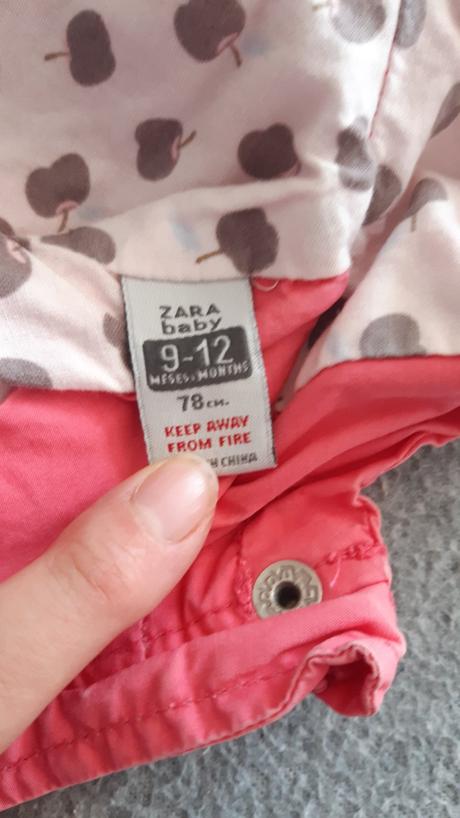 ZARA
baby
9-12
MESES. MONTHS
78 CM.
KEEP AWAY
FROM FIRE
CHINA